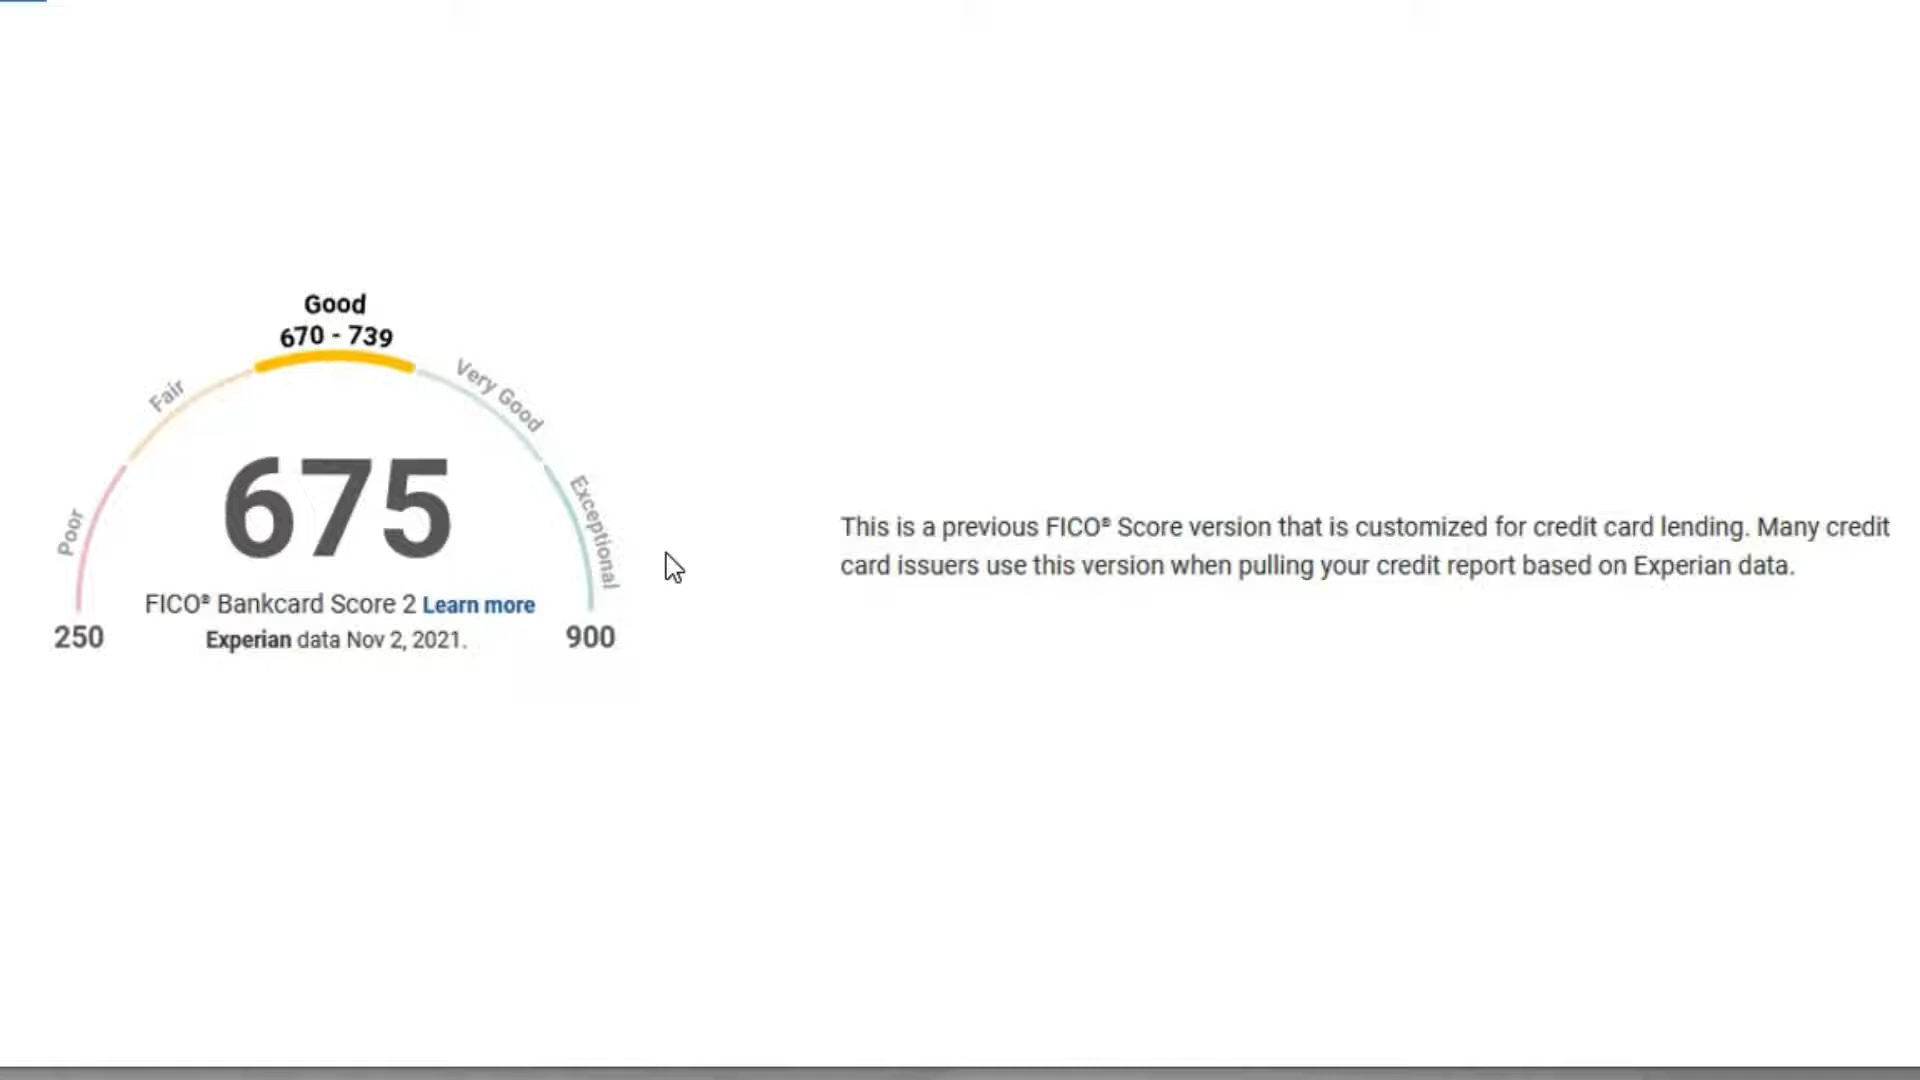 Good
670 - 739
Fair
Very Good
Poor
Exceptional
675
FICO® Bankcard Score 2 Learn more
Experian data Nov 2, 2021.
250
900
This is a previous FICO® Score version that is customized for credit card lending. Many credit
card issuers use this version when pulling your credit report based on Experian data.